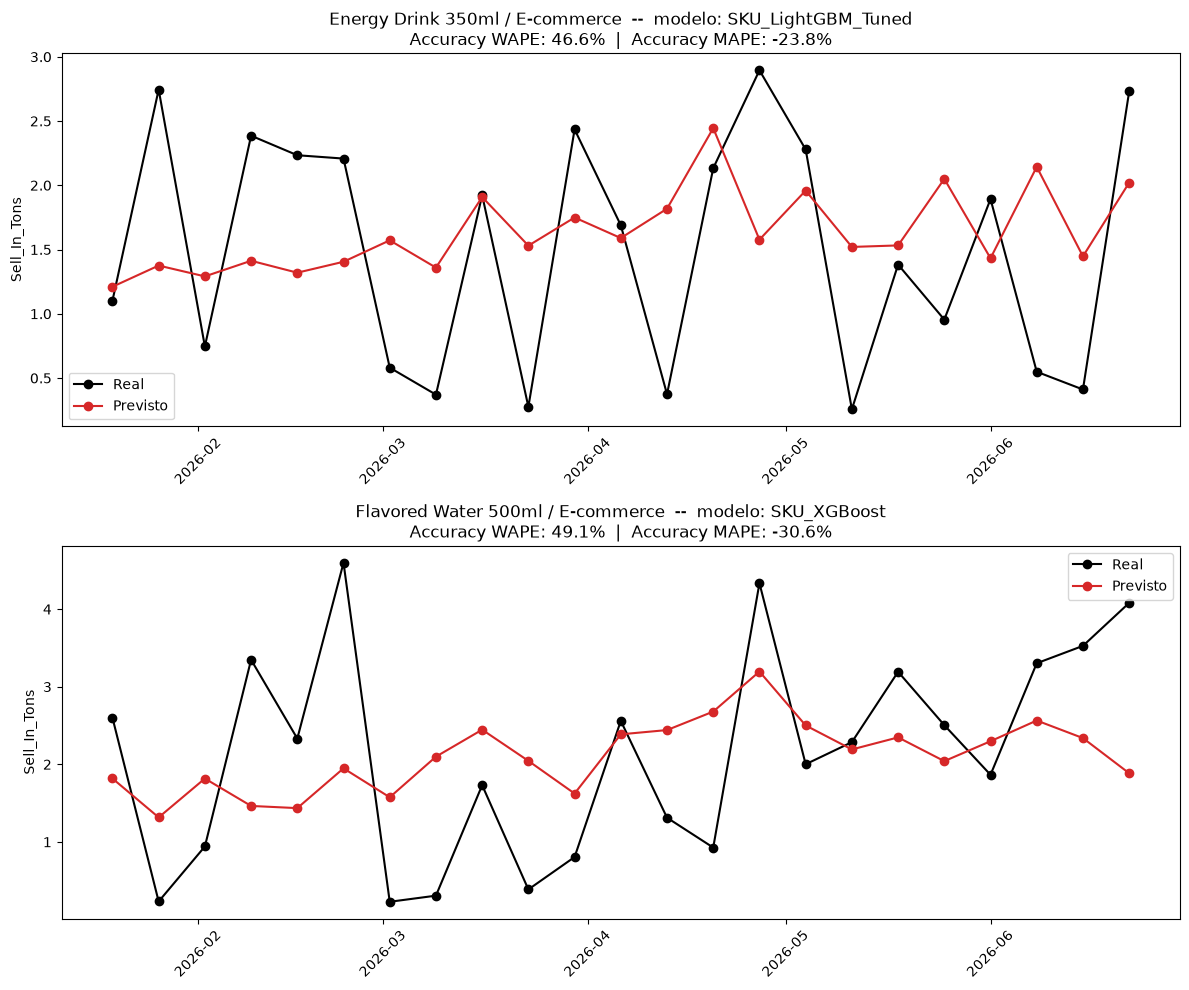 Energy Drink 350ml / E-commerce  --  modelo: SKU_LightGBM_Tuned
Accuracy WAPE: 46.6%  |  Accuracy MAPE: -23.8%
Sell_In_Tons
3.0
2.5
2.0
1.5
1.0
0.5
Real
Previsto
2026-02
2026-03
2026-04
2026-05
2026-06
Flavored Water 500ml / E-commerce  --  modelo: SKU_XGBoost
Accuracy WAPE: 49.1%  |  Accuracy MAPE: -30.6%
Sell_In_Tons
4
3
2
1
Real
Previsto
2026-02
2026-03
2026-04
2026-05
2026-06